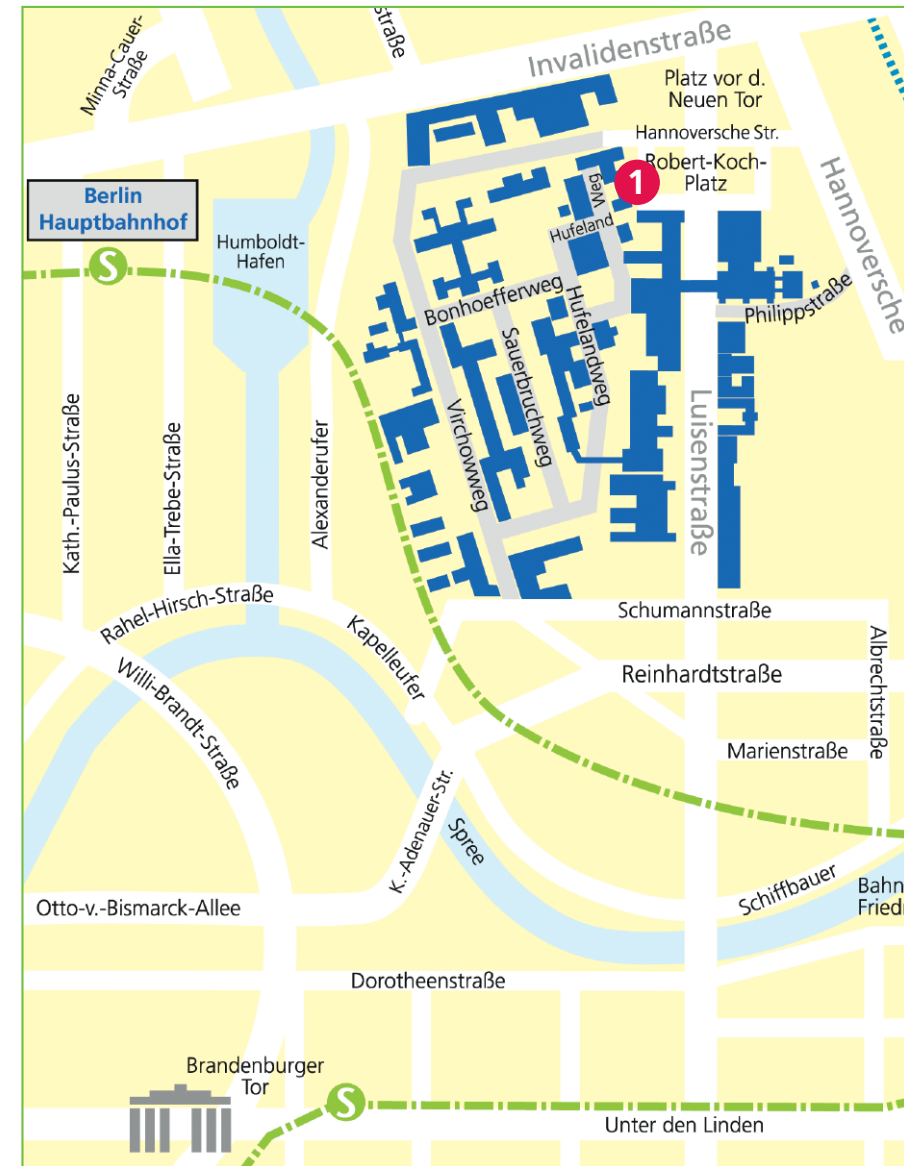 straße
Invalidenstraße
Minna-Cauer-
Straße
Platz vor d.
Neuen Tor
Hannoversche Str.
Robert-Koch-
Platz
1
Weg
Hufeland
Hannoversche
Berlin
Hauptbahnhof
S
Humboldt-
Hafen
Bonhoefferweg
Philippstraße
Hufelandweg
Sauerbruchweg
Virchowweg
Luisenstraße
Kath.-Paulus-Straße
Ella-Trebe-Straße
Alexanderufer
Rahel-Hirsch-Straße
Kapelleufer
Schumannstraße
Albrechtstraße
Willi-Brandt-Straße
Reinhardtstraße
Marienstraße
K.-Adenauer-Str.
Spree
Schiffbauer
Bahn
Fried
Otto-v.-Bismarck-Allee
Dorotheenstraße
Brandenburger
Tor
S
Unter den Linden